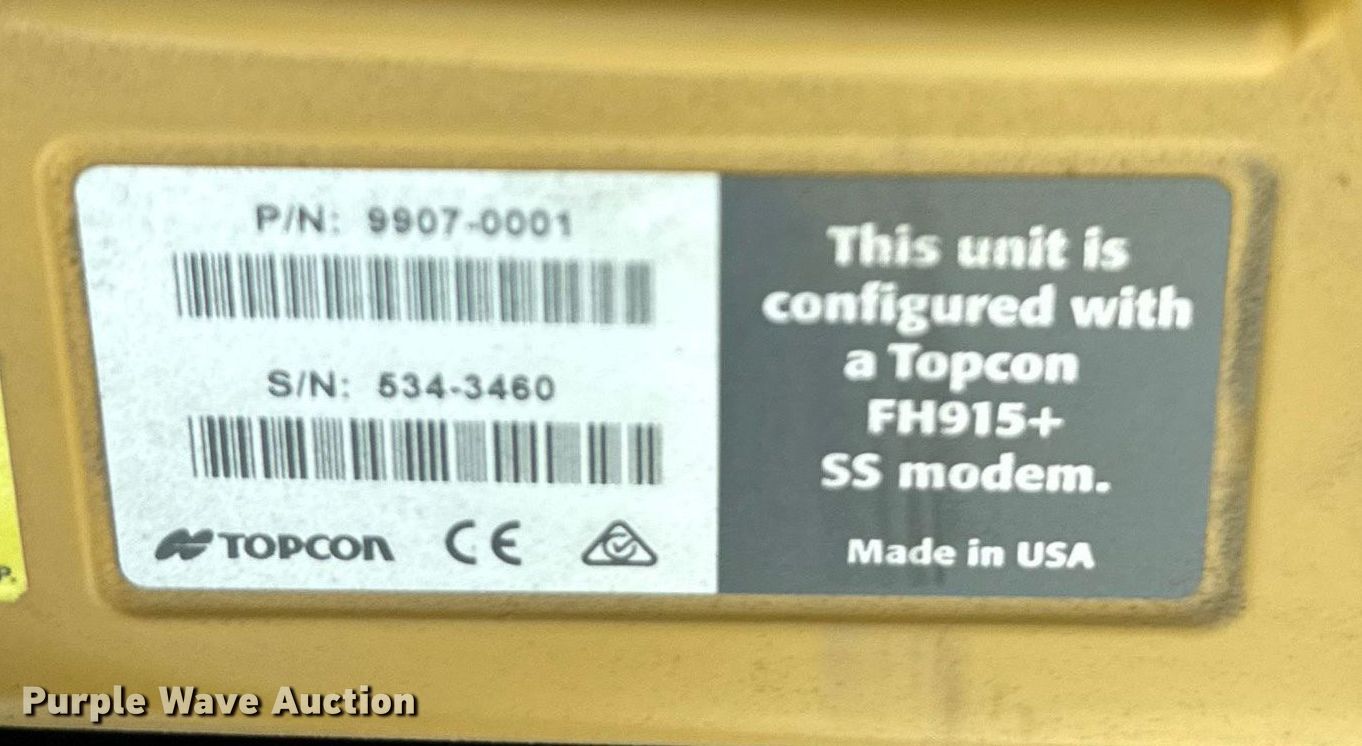 P/N: 9907-0001
S/N: 534-3460
TOPCON CE
This unit is
configured with
a Topcon
FH915+
SS modem.
Made in USA
P.
Purple Wave Auction